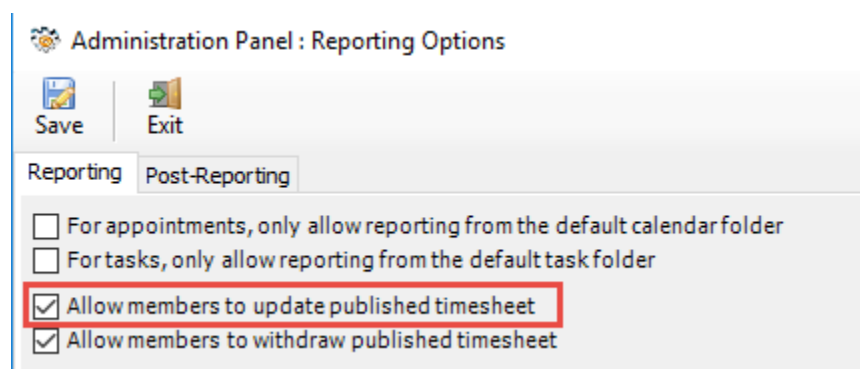 Administration Panel : Reporting Options
Save Exit
Reporting Post-Reporting
For appointments, only allow reporting from the default calendar folder
For tasks, only allow reporting from the default task folder
Allow members to update published timesheet
Allow members to withdraw published timesheet